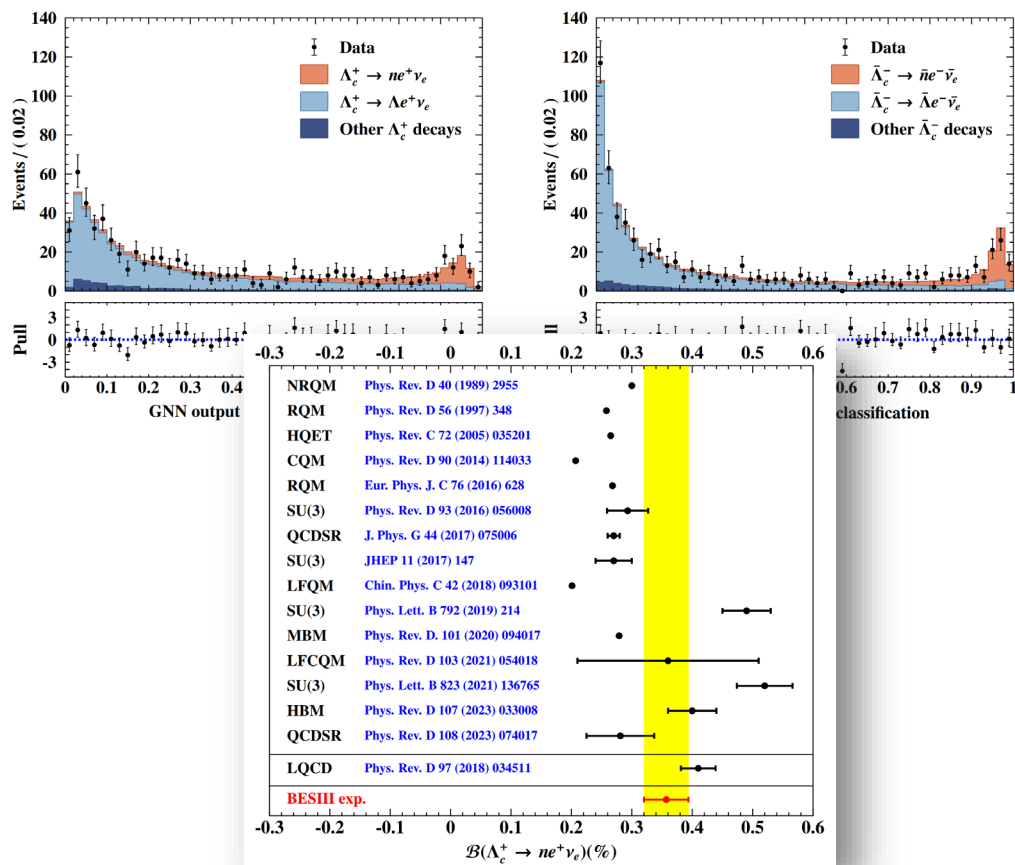 140
120
100
80
60
40
20
0
Events / ( 0.02 )
Data
Λc+ → ne+νe
Λc+ → Λe+νe
Other Λc+ decays
3
0
-3
Pull
0 0.1 0.2 0.3 0.4
GNN output
140
120
100
80
60
40
20
0
Events / ( 0.02 )
Data
Λ̄c− → n̄e−ν̄e
Λ̄c− → Λ̄e−ν̄e
Other Λ̄c− decays
3
0
-3
ll
0.6 0.7 0.8 0.9 1
classification
-0.3 -0.2 -0.1 0 0.1 0.2 0.3 0.4 0.5 0.6
NRQM Phys. Rev. D 40 (1989) 2955
RQM Phys. Rev. D 56 (1997) 348
HQET Phys. Rev. C 72 (2005) 035201
CQM Phys. Rev. D 90 (2014) 114033
RQM Eur. Phys. J. C 76 (2016) 628
SU(3) Phys. Rev. D 93 (2016) 056008
QCDSR J. Phys. G 44 (2017) 075006
SU(3) JHEP 11 (2017) 147
LFQM Chin. Phys. C 42 (2018) 093101
SU(3) Phys. Lett. B 792 (2019) 214
MBM Phys. Rev. D. 101 (2020) 094017
LFCQM Phys. Rev. D 103 (2021) 054018
SU(3) Phys. Lett. B 823 (2021) 136765
HBM Phys. Rev. D 107 (2023) 033008
QCDSR Phys. Rev. D 108 (2023) 074017
LQCD Phys. Rev. D 97 (2018) 034511
BESIII exp.
-0.3 -0.2 -0.1 0 0.1 0.2 0.3 0.4 0.5 0.6
ℬ(Λc+ → ne+νe)(%)